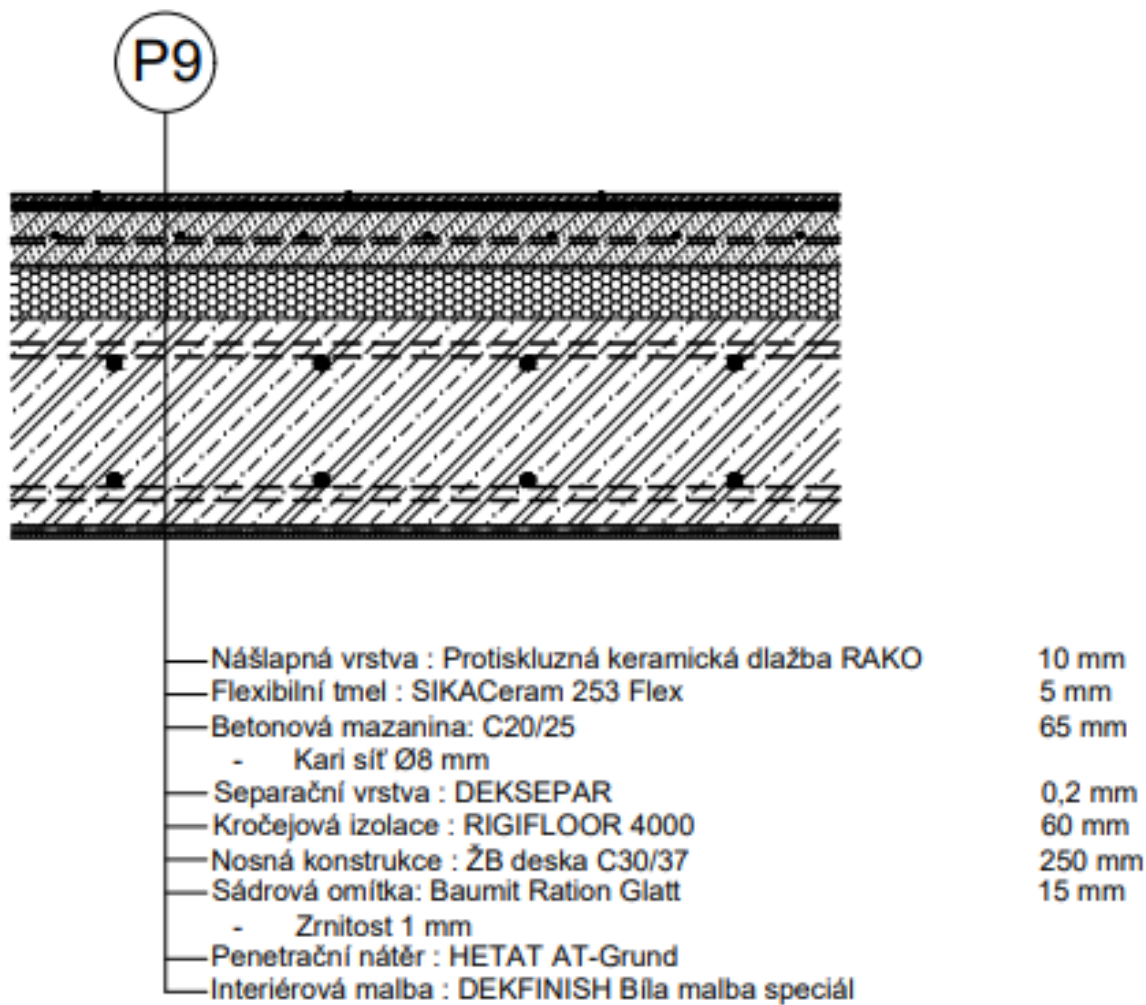 P9
Nášlapná vrstva : Protiskluzná keramická dlažba RAKO 10 mm
Flexibilní tmel : SIKACeram 253 Flex 5 mm
Betonová mazanina: C20/25 65 mm
- Kari síť Ø8 mm
Separační vrstva : DEKSEPAR 0,2 mm
Kročejová izolace : RIGIFLOOR 4000 60 mm
Nosná konstrukce : ŽB deska C30/37 250 mm
Sádrová omítka: Baumit Ration Glatt 15 mm
- Zrnitost 1 mm
Penetrační nátěr : HETAT AT-Grund
Interiérová malba : DEKFINISH Bíla malba speciál